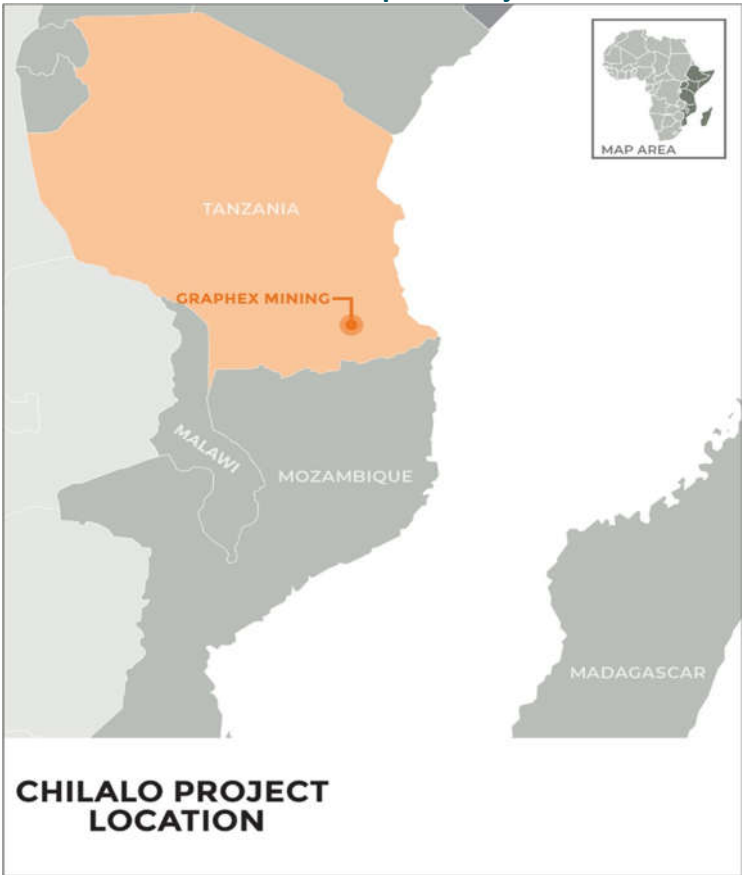 MAP AREA
TANZANIA
GRAPHEX MINING
MALAWI
MOZAMBIQUE
MADAGASCAR
CHILALO PROJECT
LOCATION